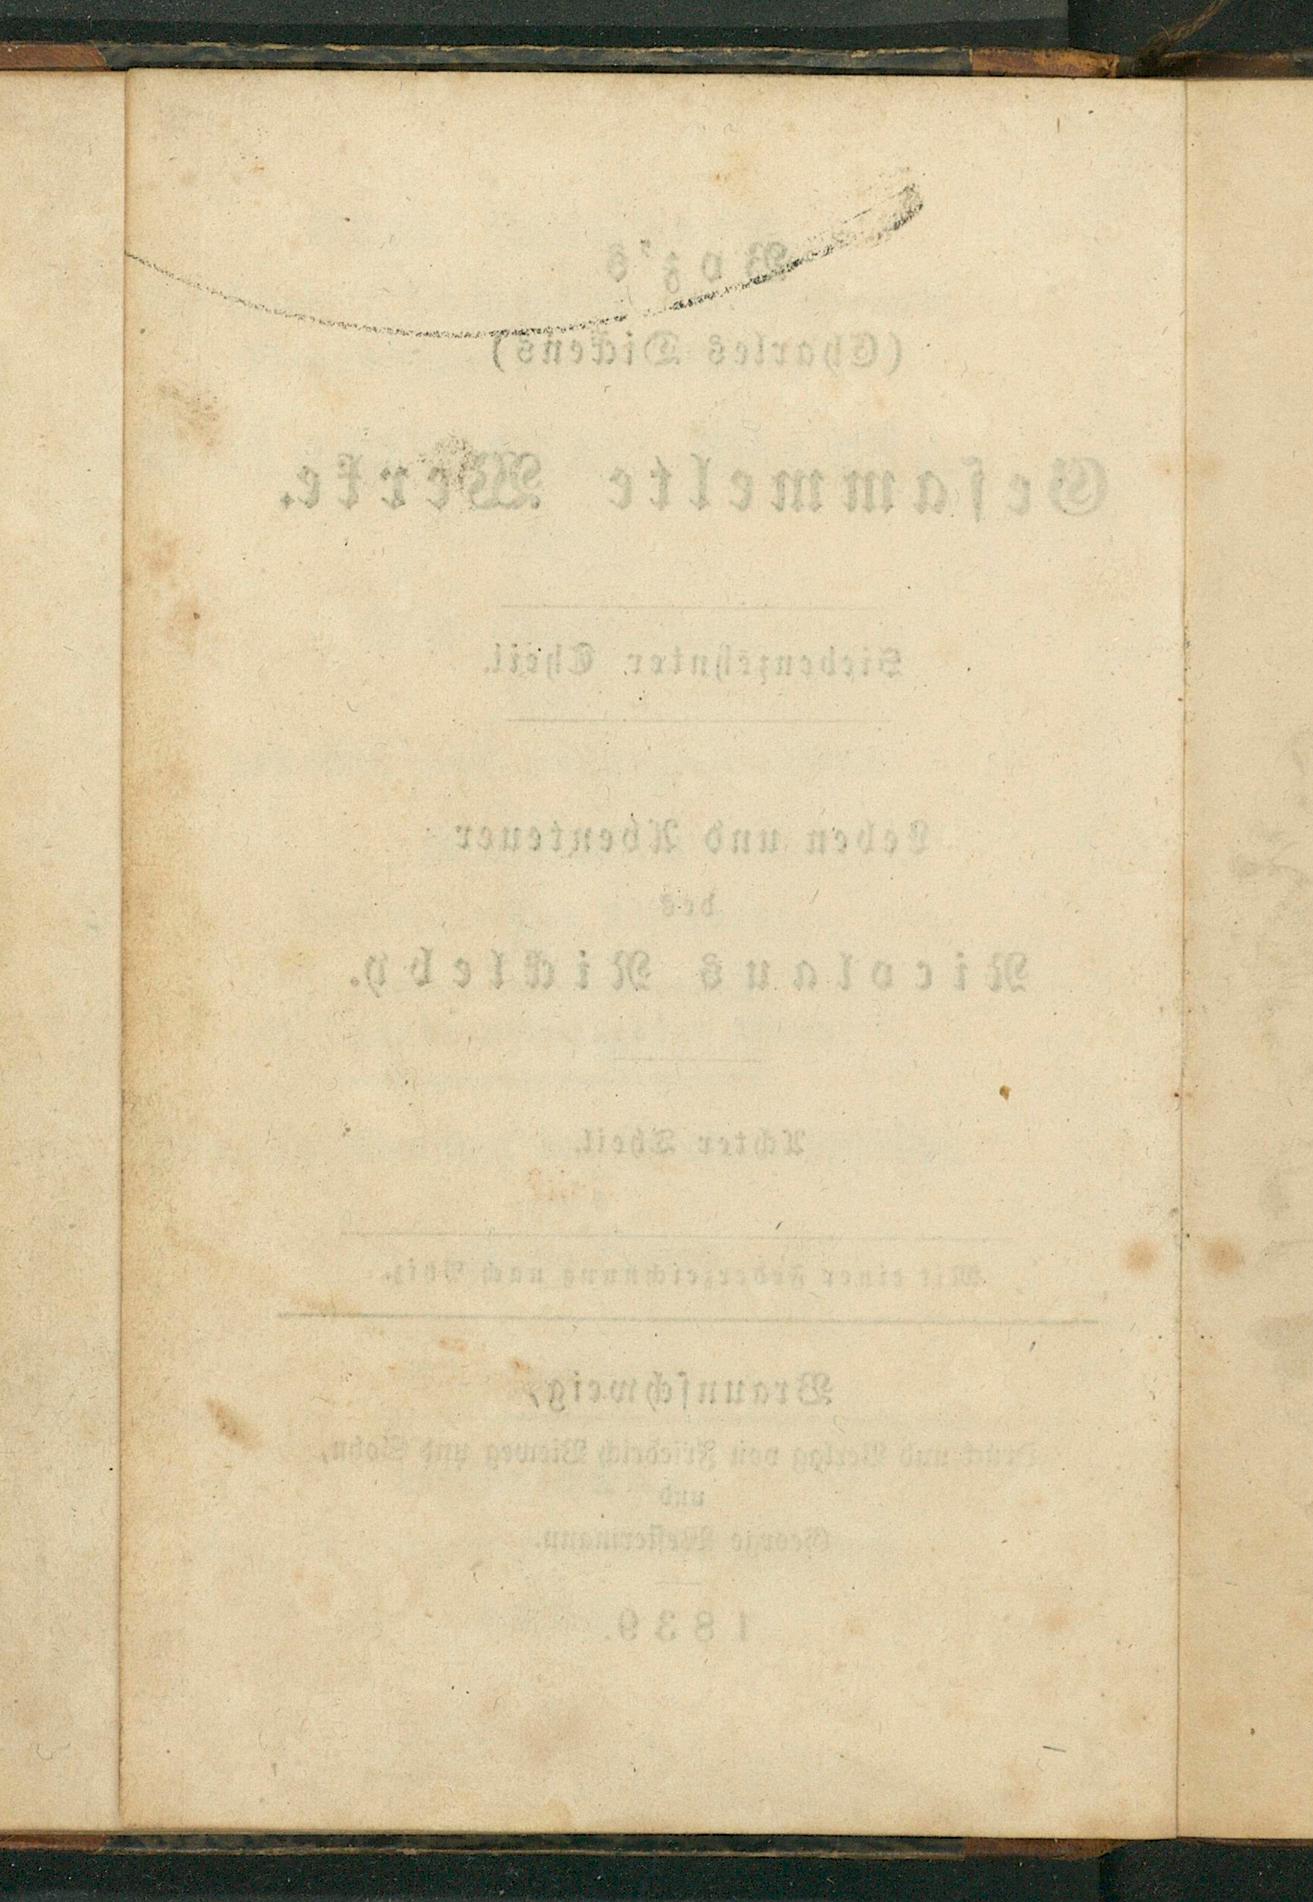 Boz's
(Charles Dickens)
Gesammelte Werke.
Siebenzehnter Theil.
Leben und Abenteuer
des
Nicolaus Nickleby.
Achter Theil.
Mit einer Federzeichnung nach Phiz.
Braunschweig,
Druck und Verlag von Friedrich Vieweg und Sohn,
und
George Westermann.
1839.